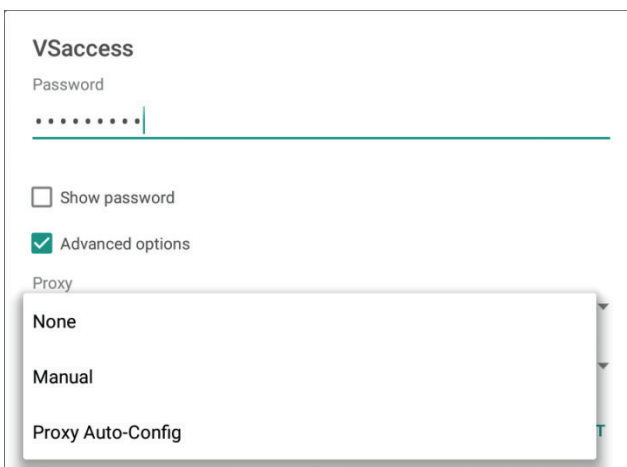 VSaccess
Password
•••••••••
Show password
Advanced options
Proxy
None
Manual
Proxy Auto-Config
T